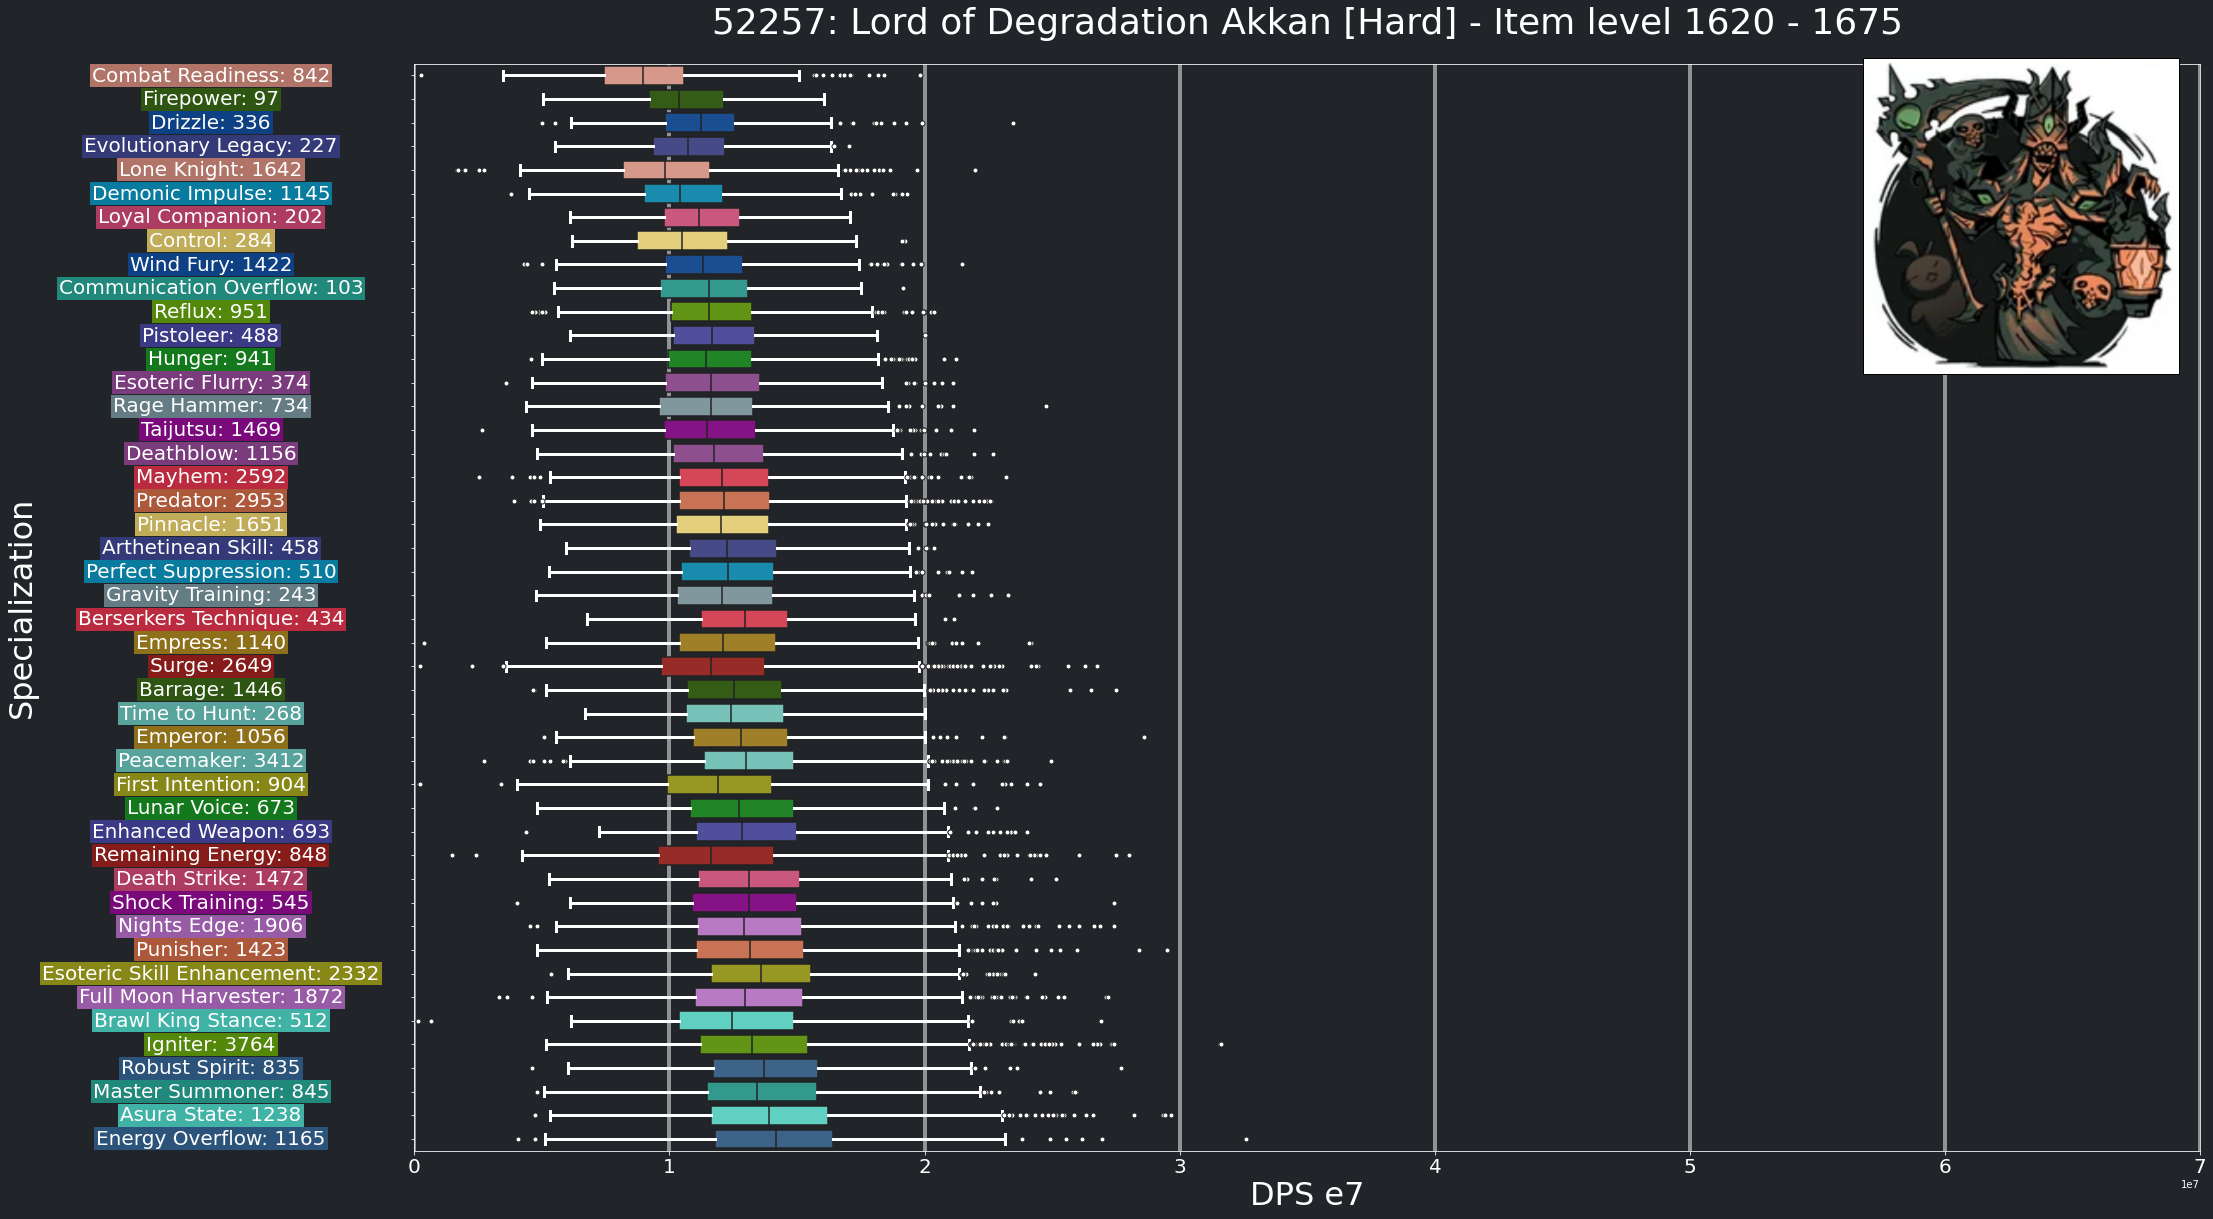 52257: Lord of Degradation Akkan [Hard] - Item level 1620 - 1675
Combat Readiness: 842
Firepower: 97
Drizzle: 336
Evolutionary Legacy: 227
Lone Knight: 1642
Demonic Impulse: 1145
Loyal Companion: 202
Control: 284
Wind Fury: 1422
Communication Overflow: 103
Reflux: 951
Pistoleer: 488
Hunger: 941
Esoteric Flurry: 374
Rage Hammer: 734
Taijutsu: 1469
Deathblow: 1156
Mayhem: 2592
Predator: 2953
Pinnacle: 1651
Arthetinean Skill: 458
Perfect Suppression: 510
Gravity Training: 243
Berserkers Technique: 434
Empress: 1140
Surge: 2649
Barrage: 1446
Time to Hunt: 268
Emperor: 1056
Peacemaker: 3412
First Intention: 904
Lunar Voice: 673
Enhanced Weapon: 693
Remaining Energy: 848
Death Strike: 1472
Shock Training: 545
Nights Edge: 1906
Punisher: 1423
Esoteric Skill Enhancement: 2332
Full Moon Harvester: 1872
Brawl King Stance: 512
Igniter: 3764
Robust Spirit: 835
Master Summoner: 845
Asura State: 1238
Energy Overflow: 1165
Specialization
0 1 2 3 4 5 6 7
1e7
DPS e7